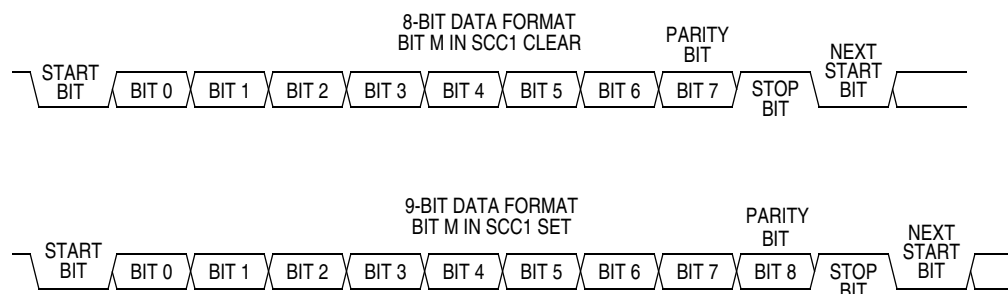 8-BIT DATA FORMAT
BIT M IN SCC1 CLEAR
PARITY
BIT
START
BIT
BIT 0
BIT 1
BIT 2
BIT 3
BIT 4
BIT 5
BIT 6
BIT 7
STOP
BIT
NEXT
START
BIT
9-BIT DATA FORMAT
BIT M IN SCC1 SET
PARITY
BIT
START
BIT
BIT 0
BIT 1
BIT 2
BIT 3
BIT 4
BIT 5
BIT 6
BIT 7
BIT 8
STOP
BIT
NEXT
START
BIT